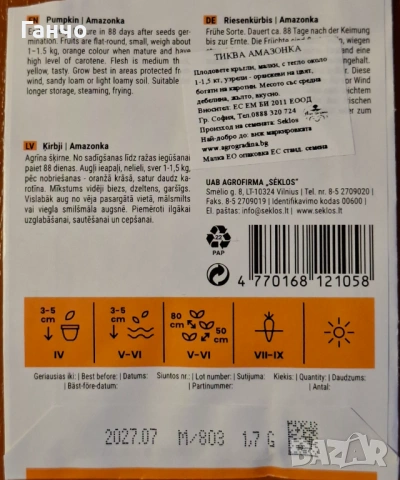 Ганчо
EN Pumpkin | Amazonka
in 88 days after seeds ger-
mination. Fruits are flat-round, small, weigh about
1–1.5 kg, orange colour when mature and have
high level of carotene. Flesh is medium th
yellow, tasty. Grow best in areas protected fr
wind, sandy loam or light loamy soil. Suitable
longer storage, steaming, frying.
LV Ķirbji | Amazonka
Agrīna šķirne. No sadīgšanas līdz ražas iegūšanai
paiet 88 dienas. Augļi ieapaļi, nelieli, sver 1-1,5 kg,
pēc nobriešanas - oranžā krāsā, satur daudz ka-
rotīna. Mīkstums vidēji biezs, dzeltens, garšīgs.
Vislabāk aug no vēja pasargātā vietā, mālsmilts
vai viegla smilšmāla augsnē. Piemēroti ilgākai
uzglabāšanai, sautēšanai un cepšanai.
DE Riesenkürbis | Amazonka
Frühe Sorte. Dauert ca. 88 Tage nach der Keimung
bis zur Ernte. Die Früchte
ТИКВА АМАЗОНКА
Плодовете кръгли, малки, с тегло около
1-1,5 кг, узрели - оранжеви на цвят,
богати на каротин. Месото със средна
дебелина, жълто, вкусно.
Вносител: ЕС ЕМ БИ 2011 ЕООД
Гр. София, Тел.0888 320 724
Произход на семената: Seklos
Най-добро до: виж маркировката
www.agrogradina.bg
Малка ЕО опаковка ЕС станд. семена
UAB AGROFIRMA „SĖKLOS"
Smėlio g. 8, LT-10324 Vilnius | Tel. 8-5 2709020 |
Faks. 8-5 2709019 | Identifikavimo kodas 00600 |
El. paštas: info@seklos.lt | www.seklos.lt
22
PAP
4 770168 121058
3-5 cm
IV
3-5 cm
V-VI
80 cm
50 cm
V-VI
VII-IX
Geriausias iki: | Best before: | Datums:
| Bäst-före-datum:
Siuntos nr.: | Lot number: | Sutijuma:
Partinummer:
Kiekis: | Quantity: | Daudzums:
| Antal:
2027.07 M/803 1,7 G
BAZAR